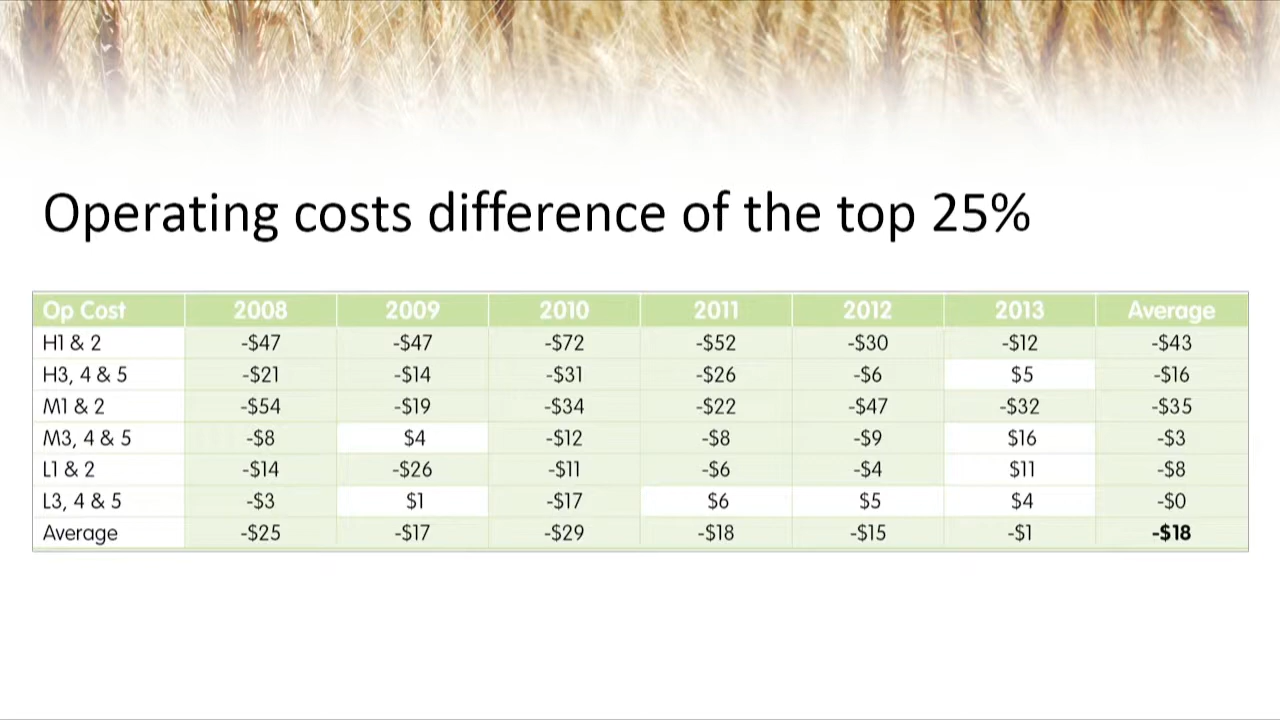 Operating costs difference of the top 25%
Op Cost 2008 2009 2010 2011 2012 2013 Average
H1 & 2 -$47 -$47 -$72 -$52 -$30 -$12 -$43
H3, 4 & 5 -$21 -$14 -$31 -$26 -$6 $5 -$16
M1 & 2 -$54 -$19 -$34 -$22 -$47 -$32 -$35
M3, 4 & 5 -$8 $4 -$12 -$8 -$9 $16 -$3
L1 & 2 -$14 -$26 -$11 -$6 -$4 $11 -$8
L3, 4 & 5 -$3 $1 -$17 $6 $5 $4 -$0
Average -$25 -$17 -$29 -$18 -$15 -$1 -$18